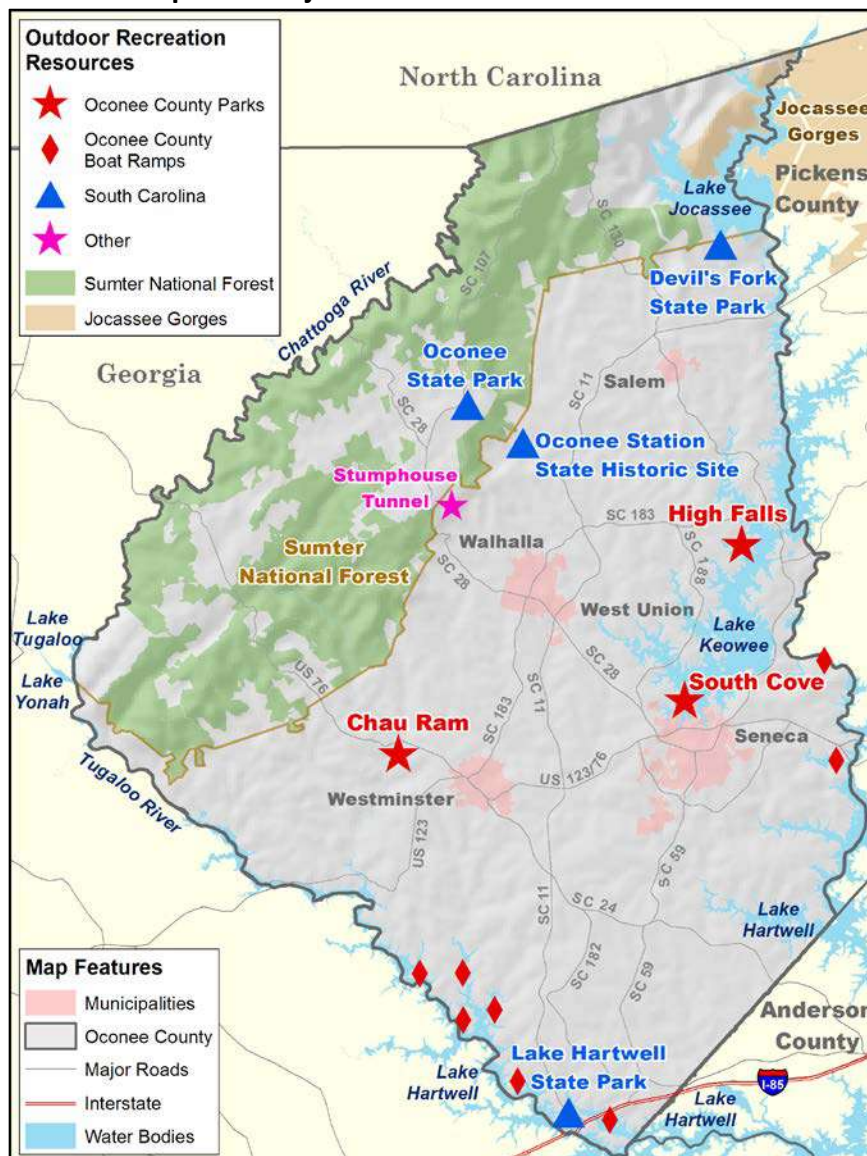 Outdoor Recreation
Resources
Oconee County Parks
Oconee County
Boat Ramps
South Carolina
Other
Sumter National Forest
Jocassee Gorges
North Carolina
Jocassee
Gorges
Pickens
County
Lake
Jocassee
SC 130
SC 107
Devil's Fork
State Park
Chattooga River
Georgia
Oconee
State Park
SC 28
SC 11
Salem
Oconee Station
State Historic Site
Stumphouse
Tunnel
SC 183
High Falls
Sumter
National Forest
Walhalla
SC 28
SC 188
West Union
Lake
Tugaloo
Lake
Keowee
Lake
Yonah
US 76
SC 28
SC 183
SC 11
South Cove
Chau Ram
Seneca
Tugaloo River
US 123/76
Westminster
US 123
SC 59
SC 11
SC 24
Lake
Hartwell
SC 182
SC 59
Map Features
Municipalities
Oconee County
Major Roads
Interstate
Water Bodies
Anderson
County
Lake Hartwell
State Park
Lake
Hartwell
I-85
Lake
Hartwell